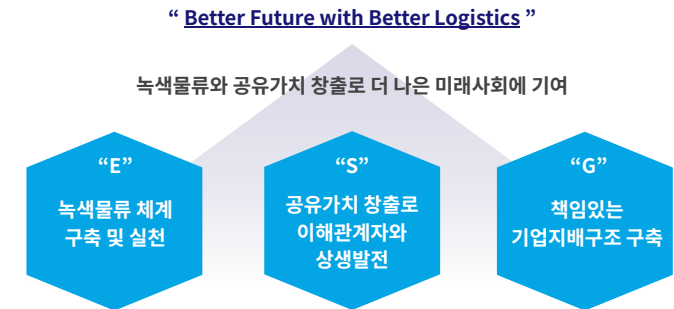 “ Better Future with Better Logistics ”
녹색물류와 공유가치 창출로 더 나은 미래사회에 기여
“E”
녹색물류 체계
구축 및 실천
“S”
공유가치 창출로
이해관계자와
상생발전
“G”
책임있는
기업지배구조 구축